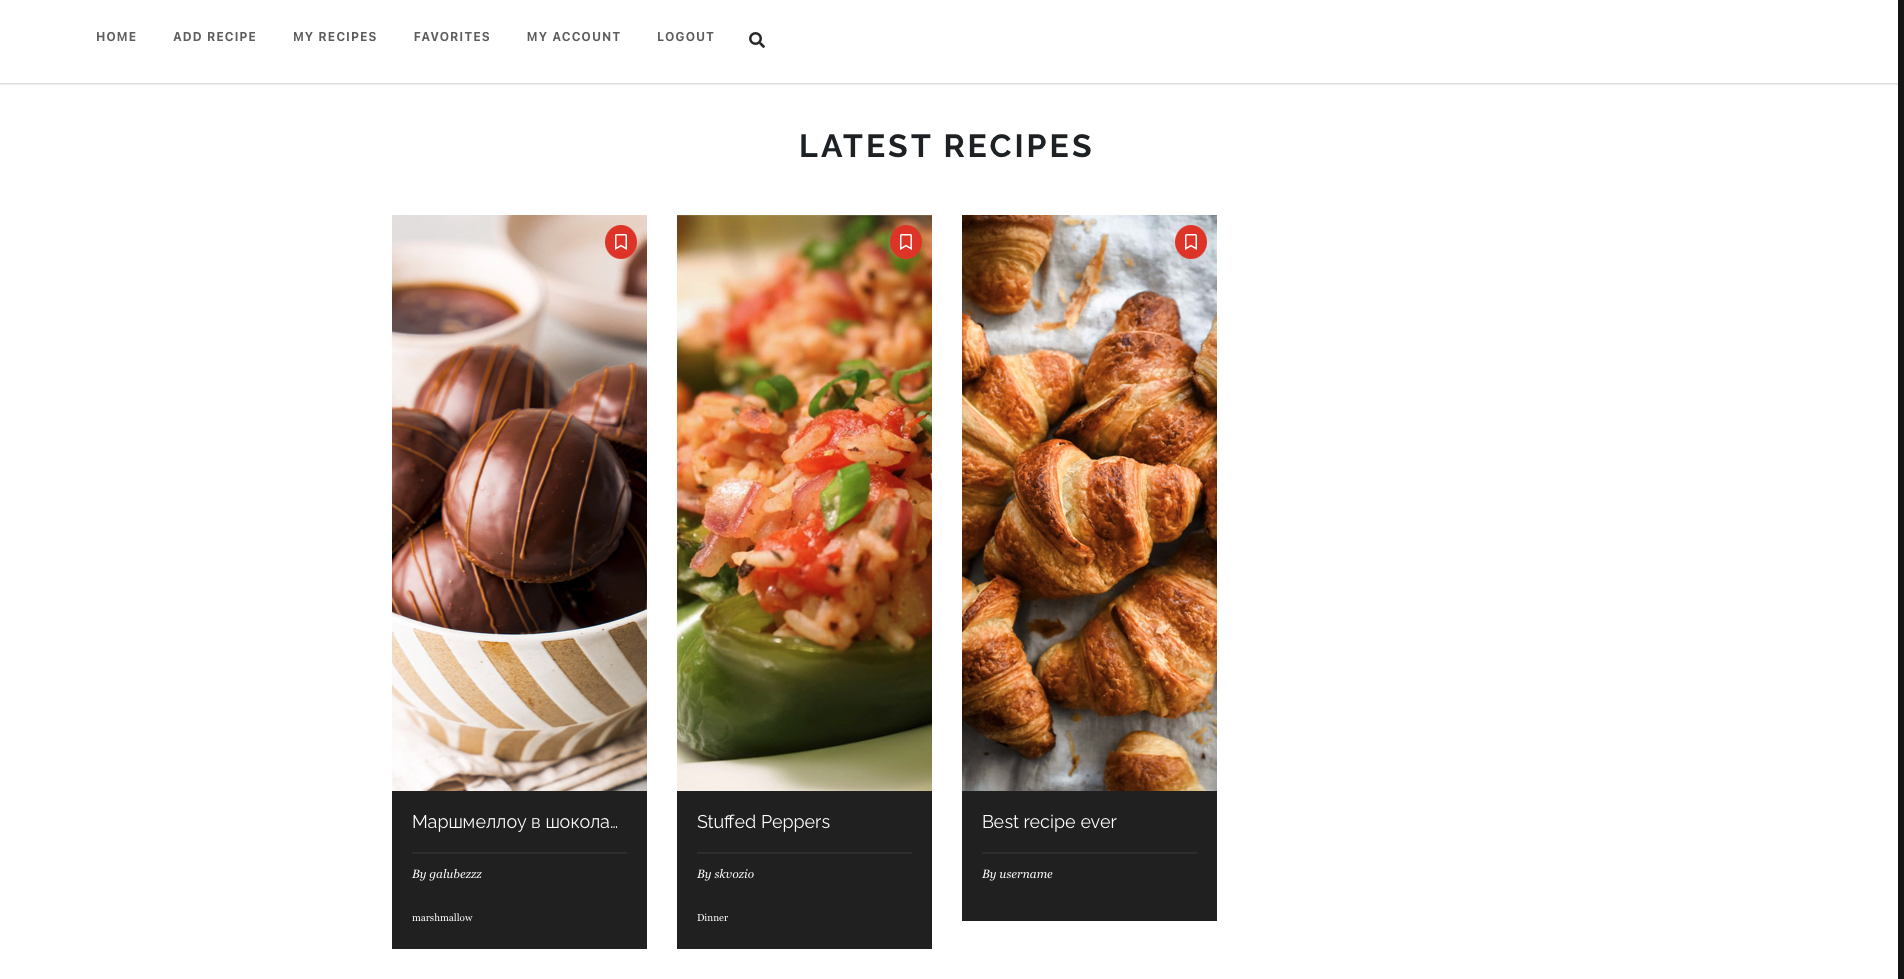 HOME ADD RECIPE MY RECIPES FAVORITES MY ACCOUNT LOGOUT
LATEST RECIPES
Маршмеллоу в шокола…
By galubezzz
marshmallow
Stuffed Peppers
By skvozio
Dinner
Best recipe ever
By username